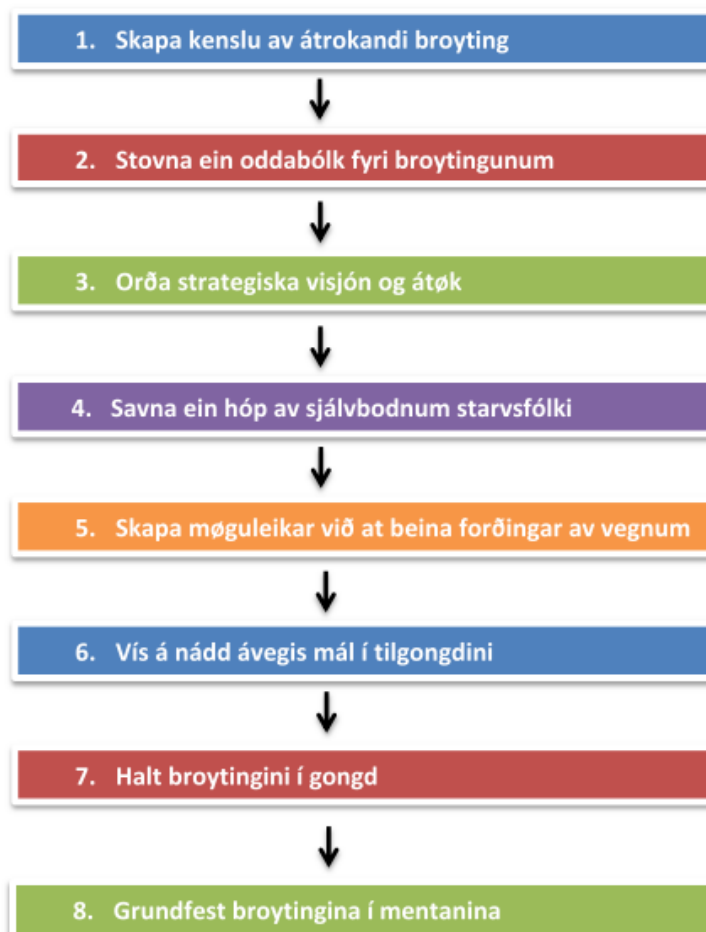 1. Skapa kenslu av átrokandi broyting
2. Stovna ein oddabólk fyri broytingunum
3. Orða strategiska visjón og átøk
4. Savna ein hóp av sjálvbodnum starvsfólki
5. Skapa møguleikar við at beina forðingar av vegnum
6. Vís á nádd ávegis mál í tilgongdini
7. Halt broytingini í gongd
8. Grundfest broytingina í mentanina